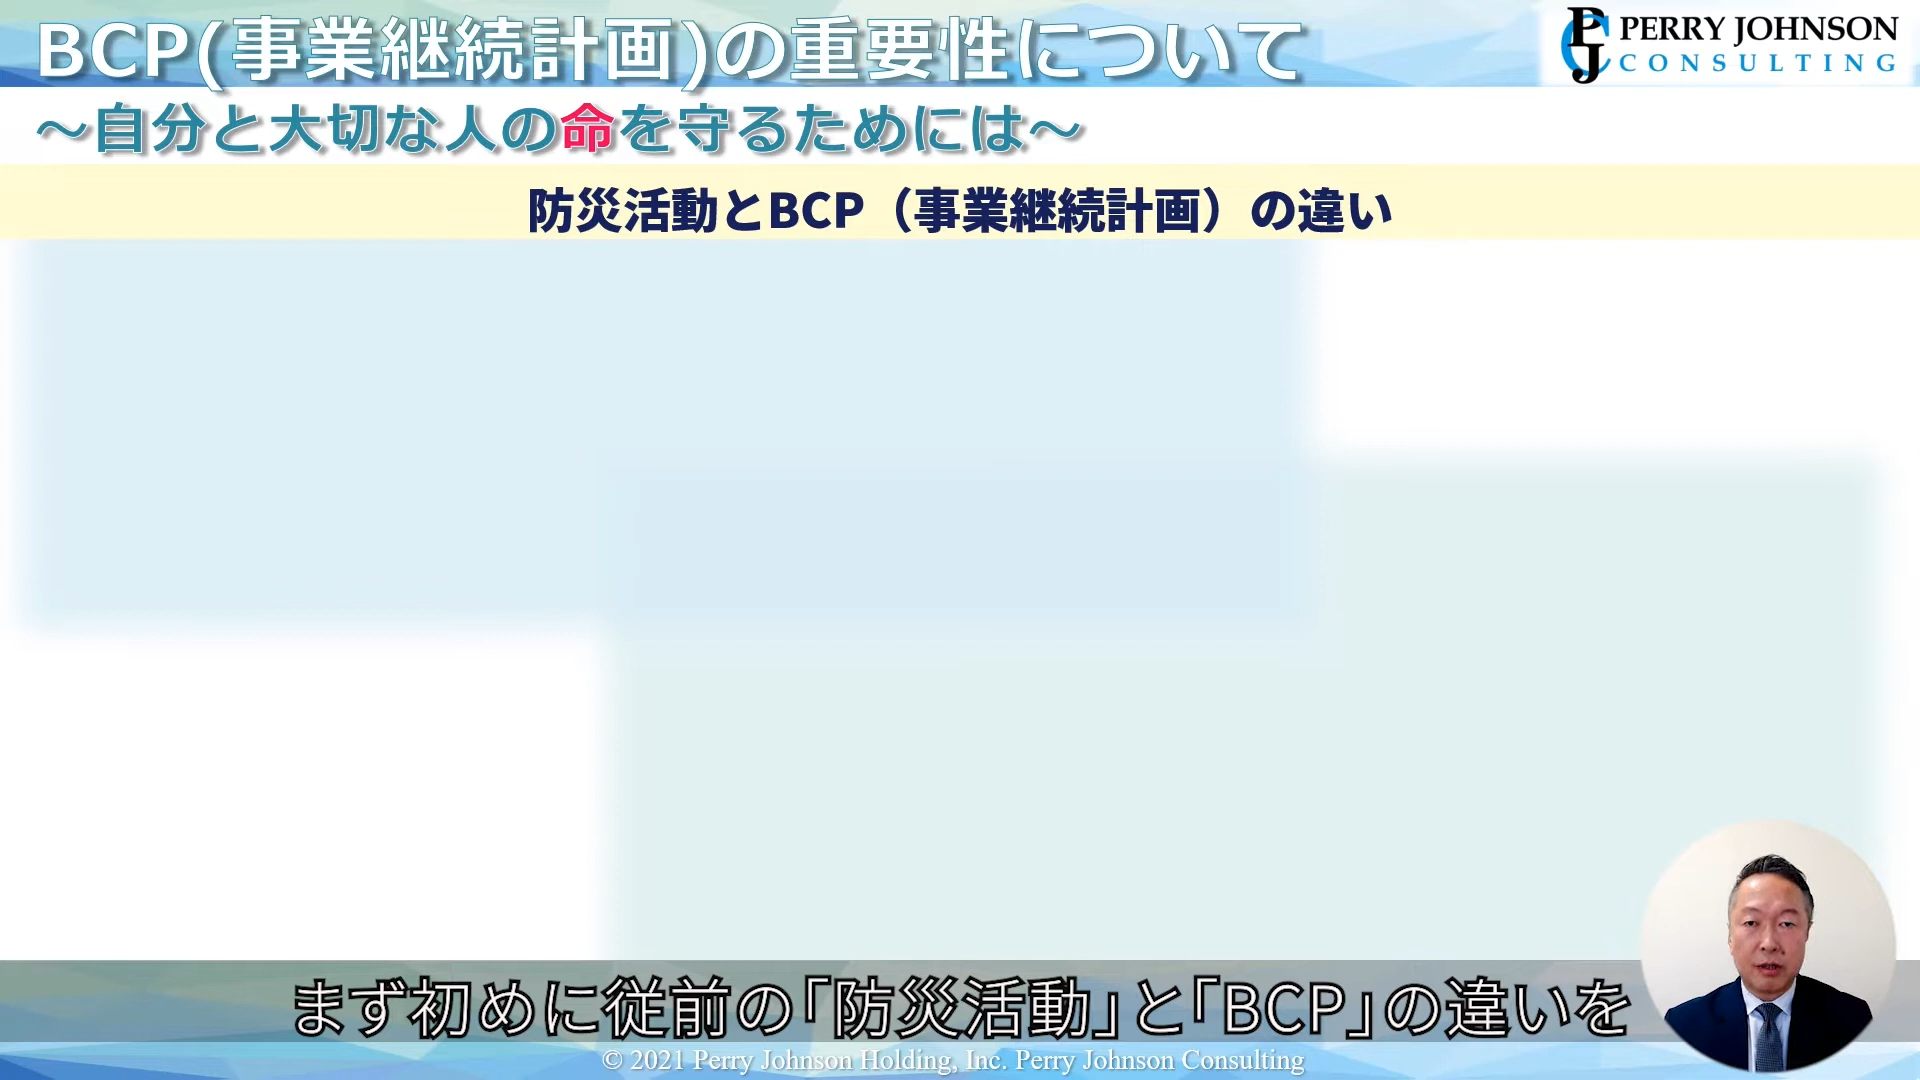 BCP(事業継続計画)の重要性について
PERRY JOHNSON
CONSULTING
～自分と大切な人の命を守るためには～
防災活動とBCP（事業継続計画）の違い
まず初めに従前の｢防災活動｣と｢BCP｣の違いを
© 2021 Perry Johnson Holding, Inc. Perry Johnson Consulting